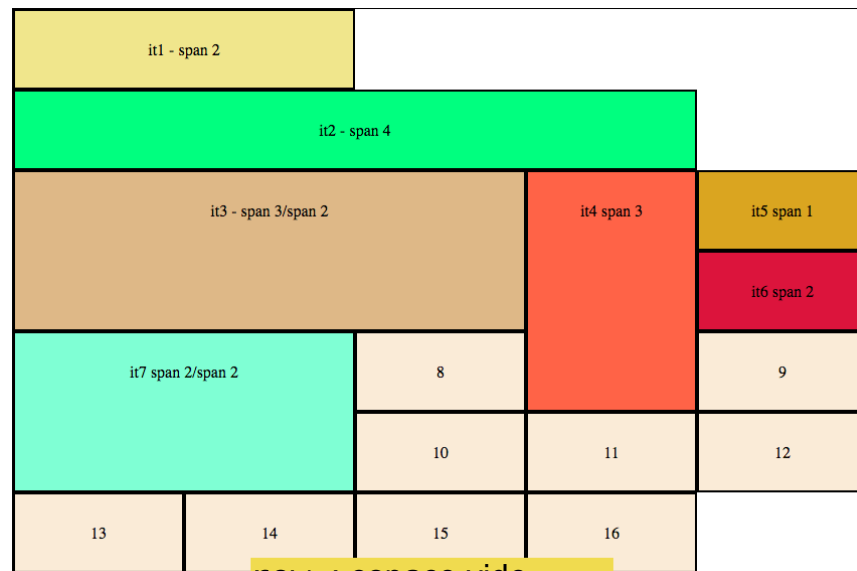 it1 - span 2
it2 - span 4
it3 - span 3/span 2
it4 span 3
it5 span 1
it6 span 2
it7 span 2/span 2
8
9
10
11
12
13
14
15
16